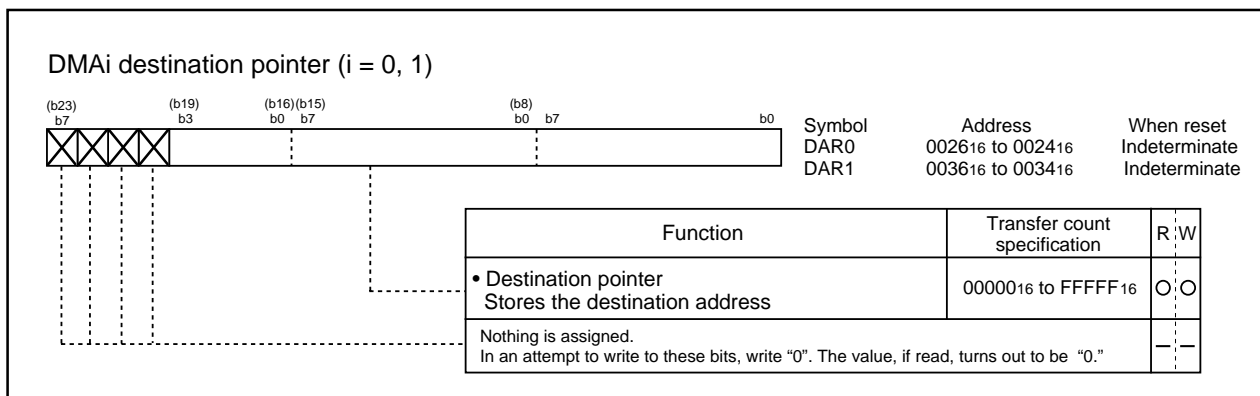 DMAi destination pointer (i = 0, 1)
(b23) (b19) (b16)(b15) (b8)
b7 b3 b0 b7 b0 b7 b0
Symbol Address When reset
DAR0 002616 to 002416 Indeterminate
DAR1 003616 to 003416 Indeterminate
Function Transfer count specification R W
• Destination pointer
Stores the destination address 0000016 to FFFFF16 O O
Nothing is assigned.
In an attempt to write to these bits, write “0”. The value, if read, turns out to be “0.” – –